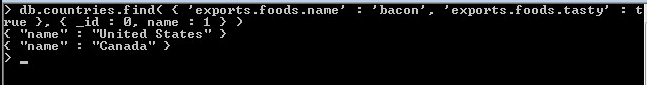 > db.countries.find( { 'exports.foods.name' : 'bacon', 'exports.foods.tasty' : t
rue }, { _id : 0, name : 1 } )
{ "name" : "United States" }
{ "name" : "Canada" }
> _